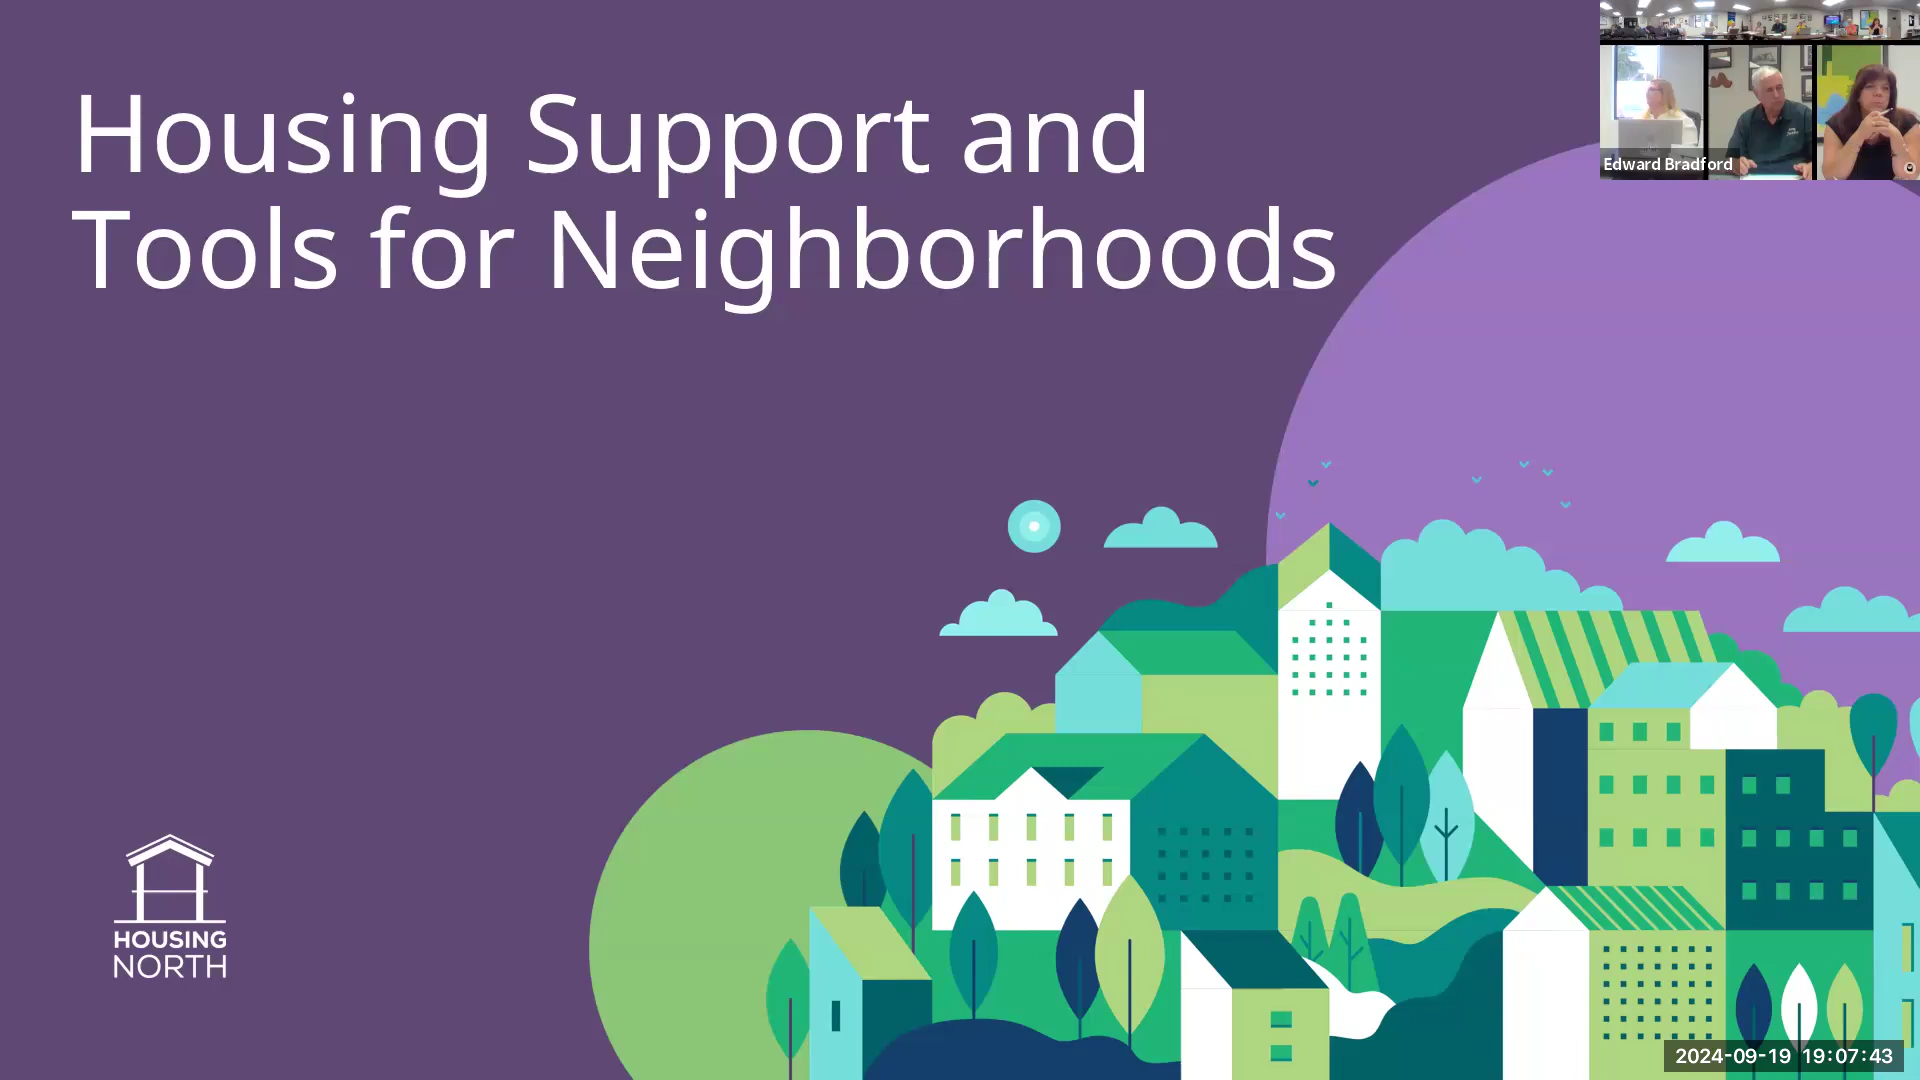 Housing Support and
Tools for Neighborhoods
Edward Bradford
HOUSING
NORTH
2024-09-19 19:07:43